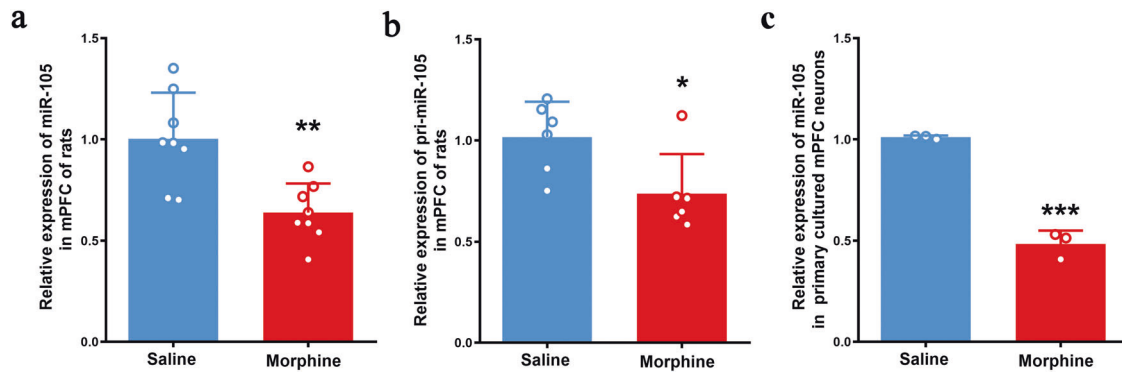 a
Relative expression of miR-105
in mPFC of rats
1.5
1.0
0.5
0.0
**
Saline
Morphine
b
Relative expression of pri-miR-105
in mPFC of rats
1.5
1.0
0.5
0.0
*
Saline
Morphine
c
Relative expression of miR-105
in primary cultured mPFC neurons
1.5
1.0
0.5
0.0
***
Saline
Morphine